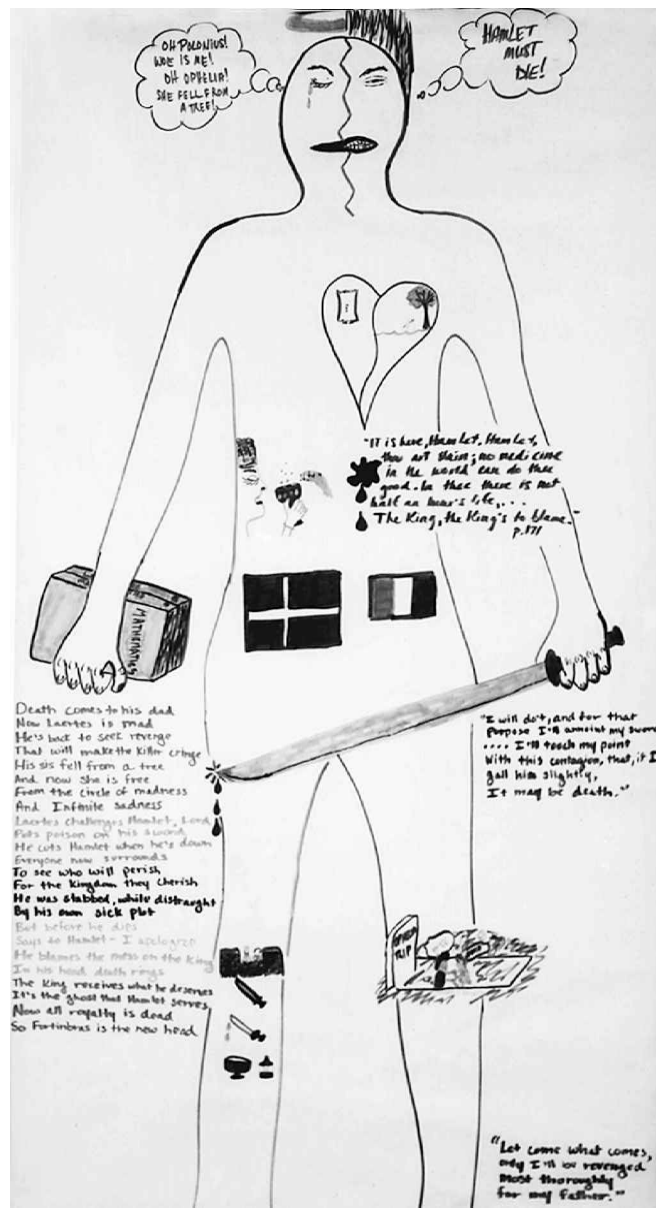 OH POLONIUS!
WOE IS ME!
OH OPHELIA!
SHE FELL FROM
A TREE!
HAMLET
MUST
DIE!
"It is here, Hamlet, Hamlet,
thou art slain; no medicine
in the world can do thee
good. In thee there is not
half an hour's life, . . .
The King, the King's to blame."
p.171
MATHEMATICS
Death comes to his dad
Now Laertes is mad
He's back to seek revenge
That will make the killer cringe
His sis fell from a tree
And now she is free
From the circle of madness
And Infinite sadness
Laertes challenges Hamlet, Lord
Puts poison on his sword
He cuts Hamlet when he's down
Everyone now surrounds
To see who will perish
For the Kingdom they cherish
He was stabbed, while distraught
By his own sick plot
But before he dies
Says to Hamlet - I apologize
He blames the mess on the King
In his head death rings
The King receives what he deserves
It's the ghost that Hamlet serves
Now all royalty is dead
So Fortinbras is the new head
"I will do't, and for that
Purpose I'll anoint my sword
.... I'll touch my point
With this contagion, that, if I
gall him slightly,
It may be death."
OPHELIA
RIP
"Let come what comes,
only I'll be revenged
most thoroughly
for my father."